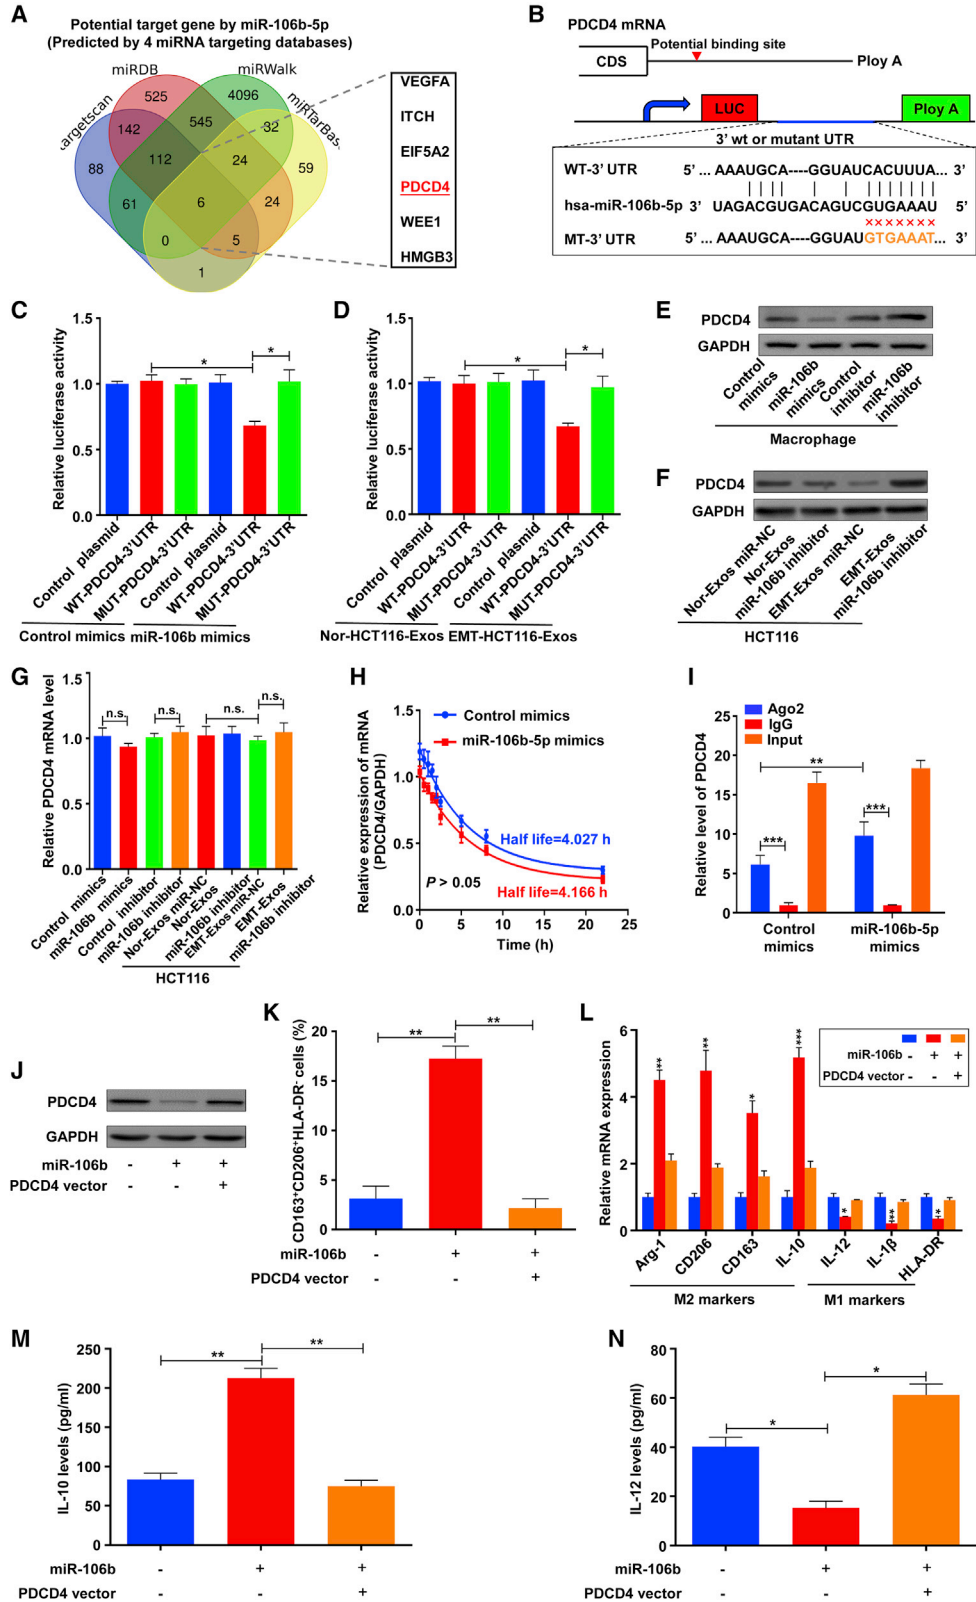 A
Potential target gene by miR-106b-5p
(Predicted by 4 miRNA targeting databases)
miRDB
miRWalk
targetscan
miRTarBas
525
4096
142
545
32
88
112
24
59
61
6
24
0
5
1
VEGFA
ITCH
EIF5A2
PDCD4
WEE1
HMGB3
B
PDCD4 mRNA
Potential binding site
CDS
Ploy A
LUC
Ploy A
3' wt or mutant UTR
WT-3' UTR 5' ... AAAUGCA----GGUAUCACUUUA... 3'
hsa-miR-106b-5p 3' UAGACGUGACAGUCGUGAAAU 5'
×××××××
MT-3' UTR 5' ... AAAUGCA----GGUAUGTGAAAT... 3'
C
Relative luciferase activity
1.5
1.0
0.5
0.0
*
*
Control plasmid
WT-PDCD4-3'UTR
MUT-PDCD4-3'UTR
Control plasmid
WT-PDCD4-3'UTR
MUT-PDCD4-3'UTR
Control mimics
miR-106b mimics
D
Relative luciferase activity
1.5
1.0
0.5
0.0
*
*
Control plasmid
WT-PDCD4-3'UTR
MUT-PDCD4-3'UTR
Control plasmid
WT-PDCD4-3'UTR
MUT-PDCD4-3'UTR
Nor-HCT116-Exos
EMT-HCT116-Exos
E
PDCD4
GAPDH
Control mimics
miR-106b mimics
Control inhibitor
miR-106b inhibitor
Macrophage
F
PDCD4
GAPDH
Nor-Exos miR-NC
Nor-Exos miR-106b inhibitor
EMT-Exos miR-NC
EMT-Exos miR-106b inhibitor
HCT116
G
Relative PDCD4 mRNA level
1.5
1.0
0.5
0.0
n.s.
n.s.
n.s.
n.s.
Control mimics
miR-106b mimics
Control inhibitor
miR-106b inhibitor
Nor-Exos miR-NC
Nor-Exos miR-106b inhibitor
EMT-Exos miR-NC
EMT-Exos miR-106b inhibitor
HCT116
H
Relative expression of mRNA
(PDCD4/GAPDH)
1.5
1.0
0.5
0.0
Control mimics
miR-106b-5p mimics
Half life=4.027 h
P > 0.05
Half life=4.166 h
0 5 10 15 20 25
Time (h)
I
Ago2
IgG
Input
Relative level of PDCD4
25
20
15
10
5
0
**
***
***
Control mimics
miR-106b-5p mimics
J
PDCD4
GAPDH
miR-106b - + +
PDCD4 vector - - +
K
CD163+CD206+HLA-DR- cells (%)
20
15
10
5
0
**
**
miR-106b - + +
PDCD4 vector - - +
L
Relative mRNA expression
6
4
2
0
miR-106b - + +
PDCD4 vector - - +
**
**
*
***
*
***
*
Arg-1
CD206
CD163
IL-10
IL-12
IL-1β
HLA-DR
M2 markers
M1 markers
M
IL-10 levels (pg/ml)
250
200
150
100
50
0
**
**
miR-106b - + +
PDCD4 vector - - +
N
IL-12 levels (pg/ml)
80
60
40
20
0
*
*
miR-106b - + +
PDCD4 vector - - +